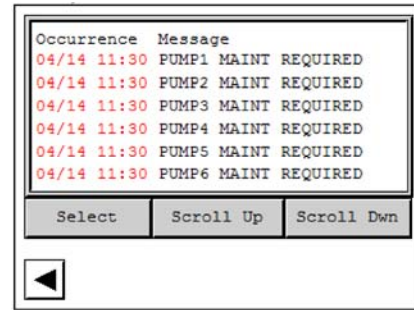 Occurrence Message
04/14 11:30 PUMP1 MAINT REQUIRED
04/14 11:30 PUMP2 MAINT REQUIRED
04/14 11:30 PUMP3 MAINT REQUIRED
04/14 11:30 PUMP4 MAINT REQUIRED
04/14 11:30 PUMP5 MAINT REQUIRED
04/14 11:30 PUMP6 MAINT REQUIRED
Select Scroll Up Scroll Dwn